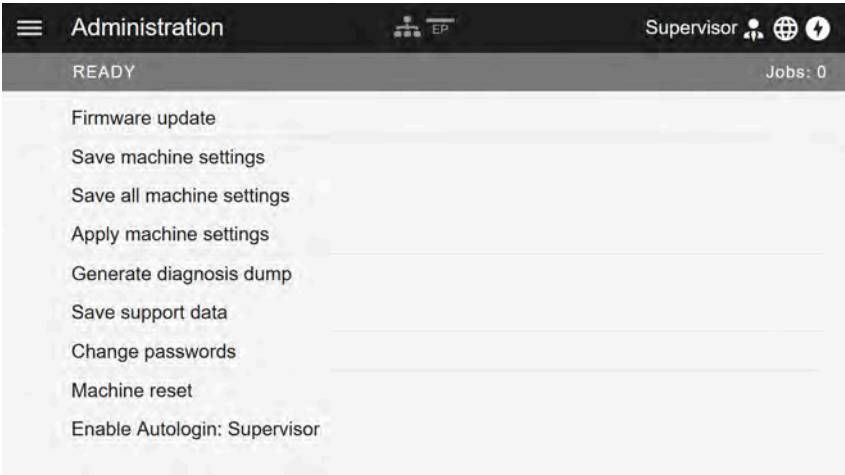 Administration EP Supervisor
READY Jobs: 0
Firmware update
Save machine settings
Save all machine settings
Apply machine settings
Generate diagnosis dump
Save support data
Change passwords
Machine reset
Enable Autologin: Supervisor